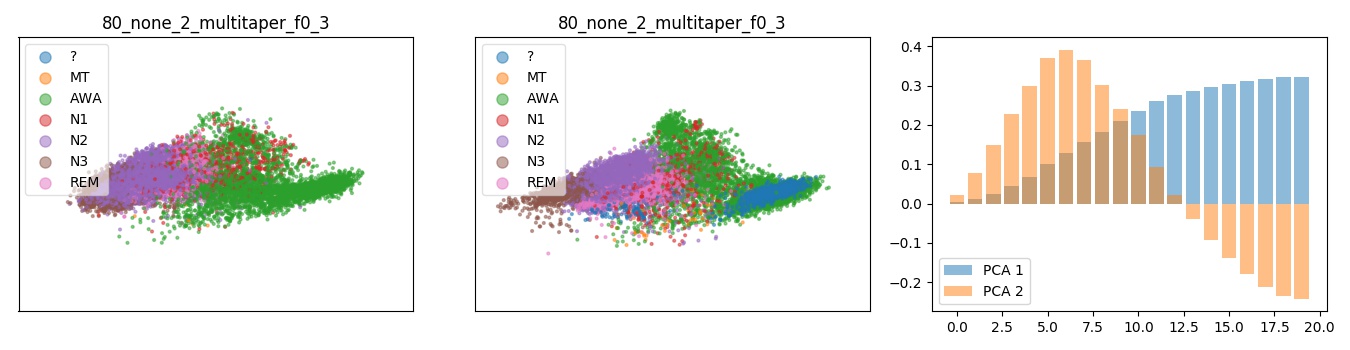 80_none_2_multitaper_f0_3
?
MT
AWA
N1
N2
N3
REM
80_none_2_multitaper_f0_3
?
MT
AWA
N1
N2
N3
REM
0.4
0.3
0.2
0.1
0.0
−0.1
−0.2
PCA 1
PCA 2
0.0 2.5 5.0 7.5 10.0 12.5 15.0 17.5 20.0